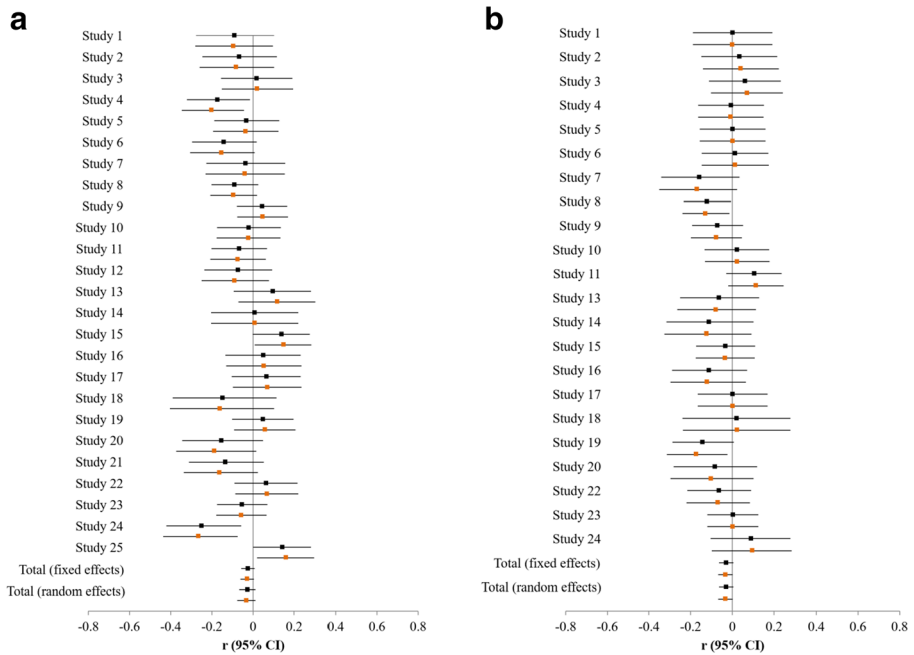 a
Study 1
Study 2
Study 3
Study 4
Study 5
Study 6
Study 7
Study 8
Study 9
Study 10
Study 11
Study 12
Study 13
Study 14
Study 15
Study 16
Study 17
Study 18
Study 19
Study 20
Study 21
Study 22
Study 23
Study 24
Study 25
Total (fixed effects)
Total (random effects)
-0.8 -0.6 -0.4 -0.2 0 0.2 0.4 0.6 0.8
r (95% CI)
b
Study 1
Study 2
Study 3
Study 4
Study 5
Study 6
Study 7
Study 8
Study 9
Study 10
Study 11
Study 13
Study 14
Study 15
Study 16
Study 17
Study 18
Study 19
Study 20
Study 22
Study 23
Study 24
Total (fixed effects)
Total (random effects)
-0.8 -0.6 -0.4 -0.2 0 0.2 0.4 0.6 0.8
r (95% CI)